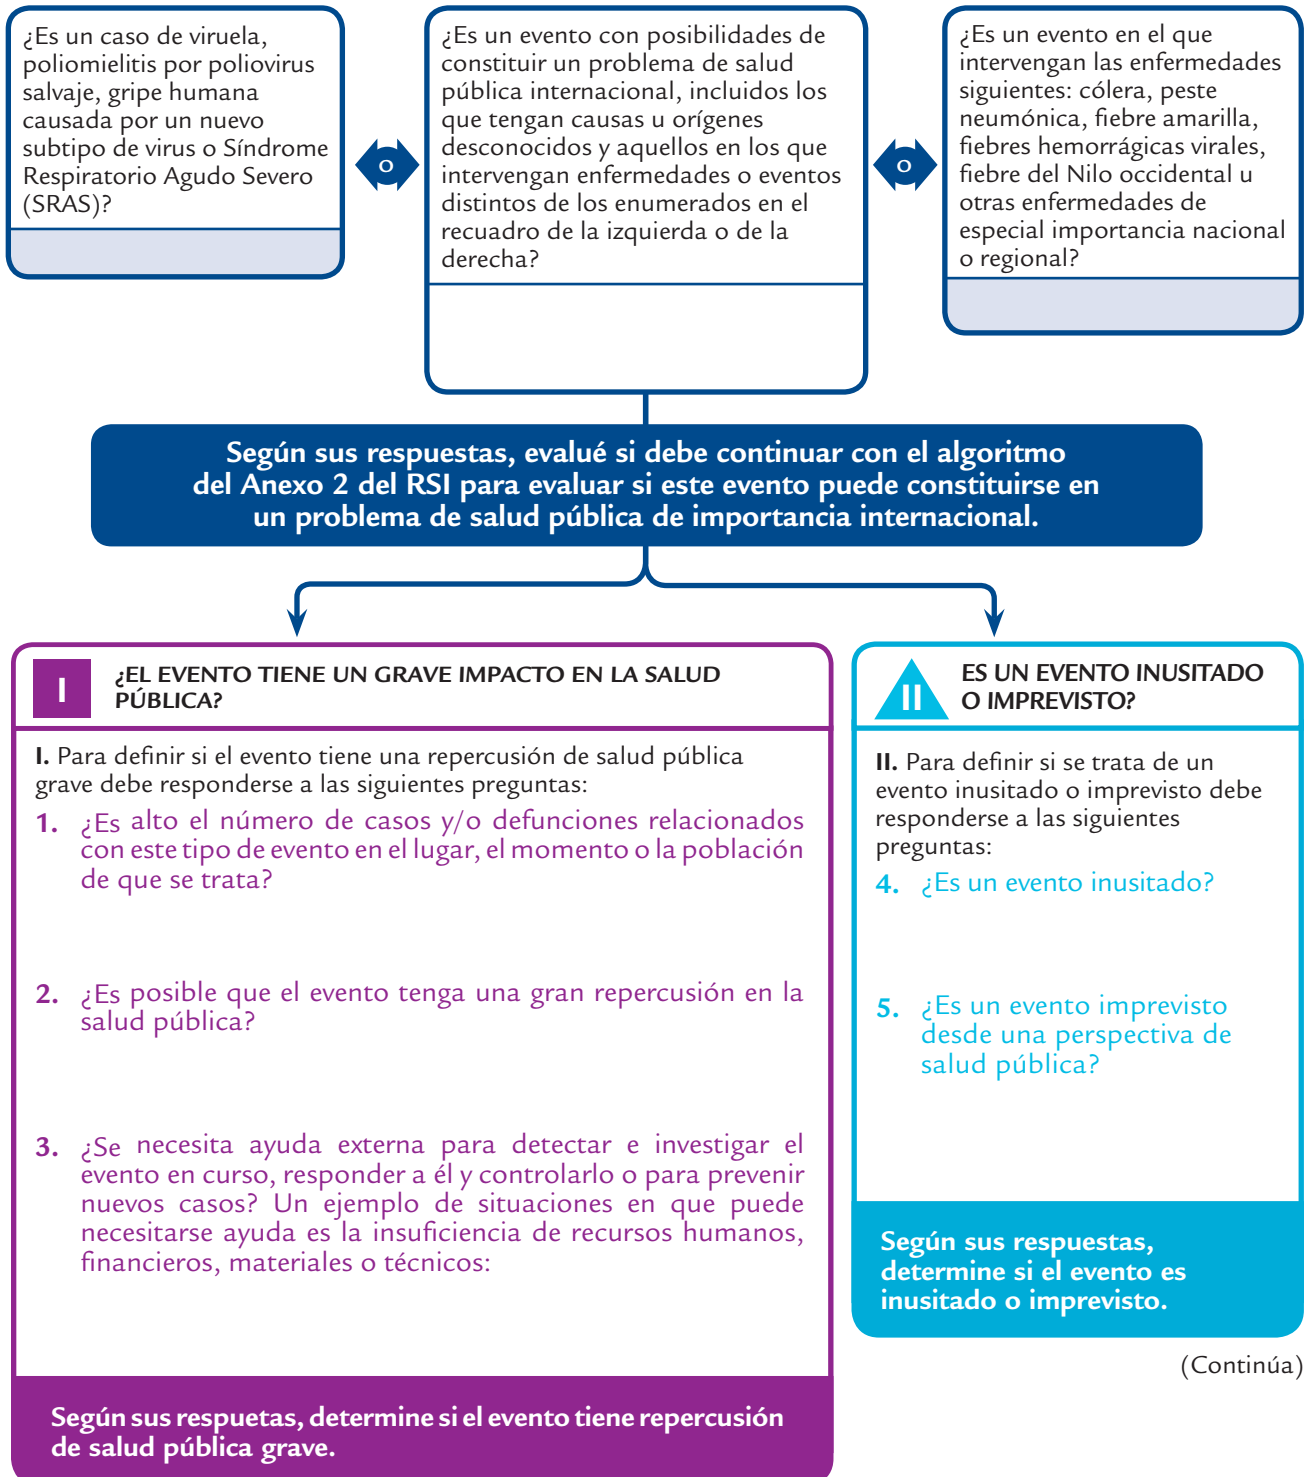 ¿Es un caso de viruela,
poliomielitis por poliovirus
salvaje, gripe humana
causada por un nuevo
subtipo de virus o Síndrome
Respiratorio Agudo Severo
(SRAS)?
O
¿Es un evento con posibilidades de
constituir un problema de salud
pública internacional, incluidos los
que tengan causas u orígenes
desconocidos y aquellos en los que
intervengan enfermedades o eventos
distintos de los enumerados en el
recuadro de la izquierda o de la
derecha?
O
¿Es un evento en el que
intervengan las enfermedades
siguientes: cólera, peste
neumónica, fiebre amarilla,
fiebres hemorrágicas virales,
fiebre del Nilo occidental u
otras enfermedades de
especial importancia nacional
o regional?
Según sus respuestas, evalué si debe continuar con el algoritmo
del Anexo 2 del RSI para evaluar si este evento puede constituirse en
un problema de salud pública de importancia internacional.
I
¿EL EVENTO TIENE UN GRAVE IMPACTO EN LA SALUD
PÚBLICA?
I. Para definir si el evento tiene una repercusión de salud pública
grave debe responderse a las siguientes preguntas:
1. ¿Es alto el número de casos y/o defunciones relacionados
con este tipo de evento en el lugar, el momento o la población
de que se trata?
2. ¿Es posible que el evento tenga una gran repercusión en la
salud pública?
3. ¿Se necesita ayuda externa para detectar e investigar el
evento en curso, responder a él y controlarlo o para prevenir
nuevos casos? Un ejemplo de situaciones en que puede
necesitarse ayuda es la insuficiencia de recursos humanos,
financieros, materiales o técnicos:
Según sus respuetas, determine si el evento tiene repercusión
de salud pública grave.
II
ES UN EVENTO INUSITADO
O IMPREVISTO?
II. Para definir si se trata de un
evento inusitado o imprevisto debe
responderse a las siguientes
preguntas:
4. ¿Es un evento inusitado?
5. ¿Es un evento imprevisto
desde una perspectiva de
salud pública?
Según sus respuestas,
determine si el evento es
inusitado o imprevisto.
(Continúa)